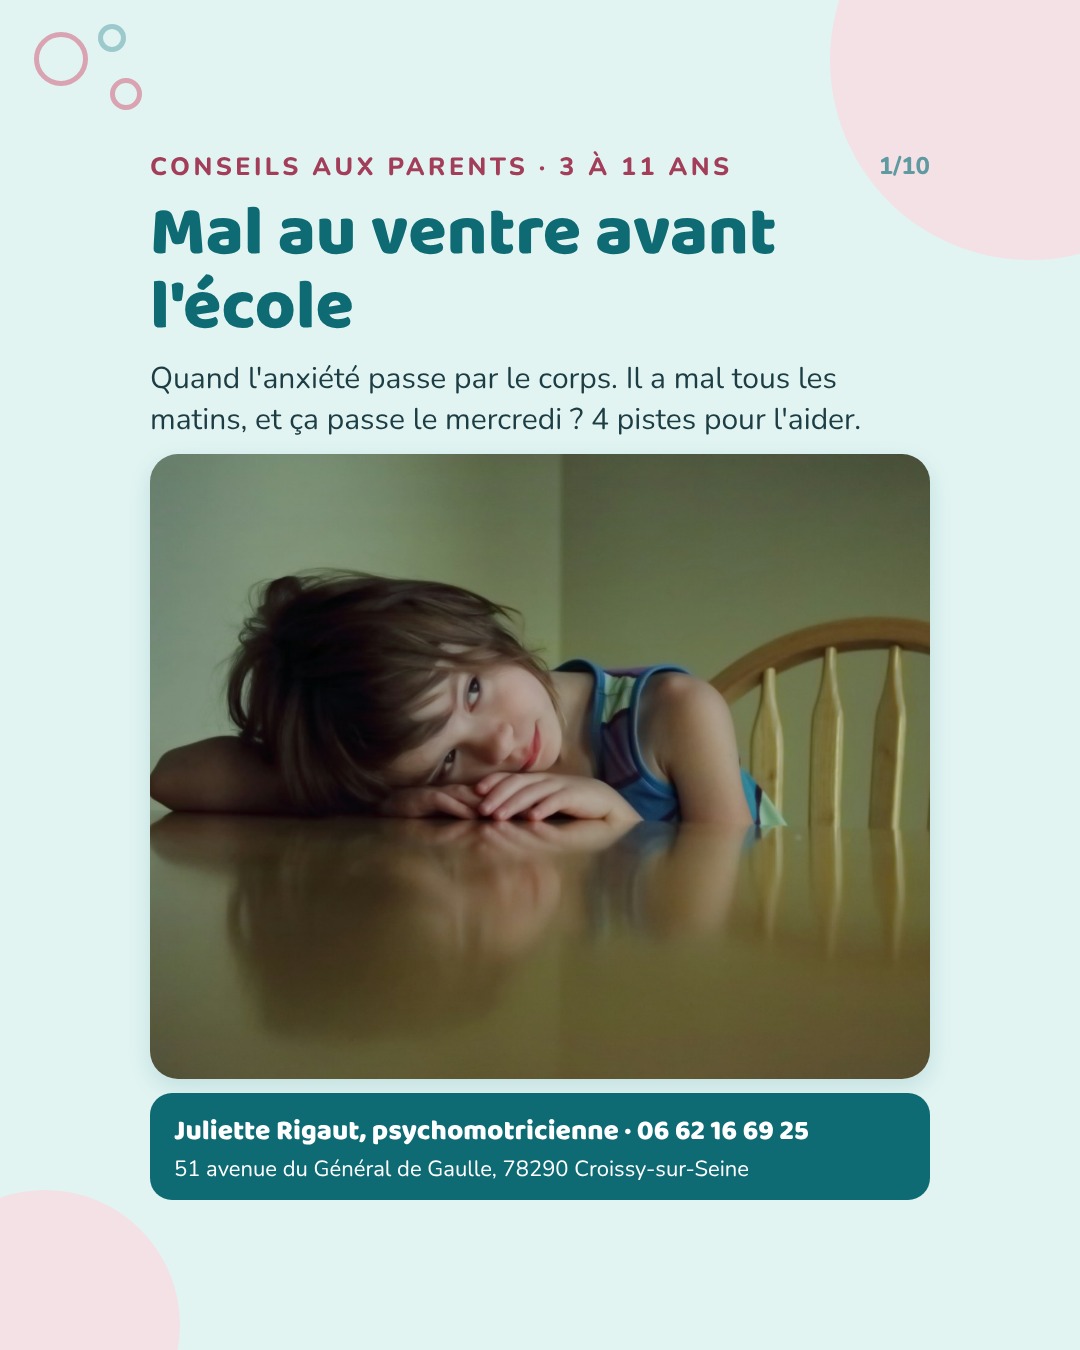 CONSEILS AUX PARENTS · 3 À 11 ANS
1/10
Mal au ventre avant
l'école
Quand l'anxiété passe par le corps. Il a mal tous les
matins, et ça passe le mercredi ? 4 pistes pour l'aider.
Juliette Rigaut, psychomotricienne · 06 62 16 69 25
51 avenue du Général de Gaulle, 78290 Croissy-sur-Seine